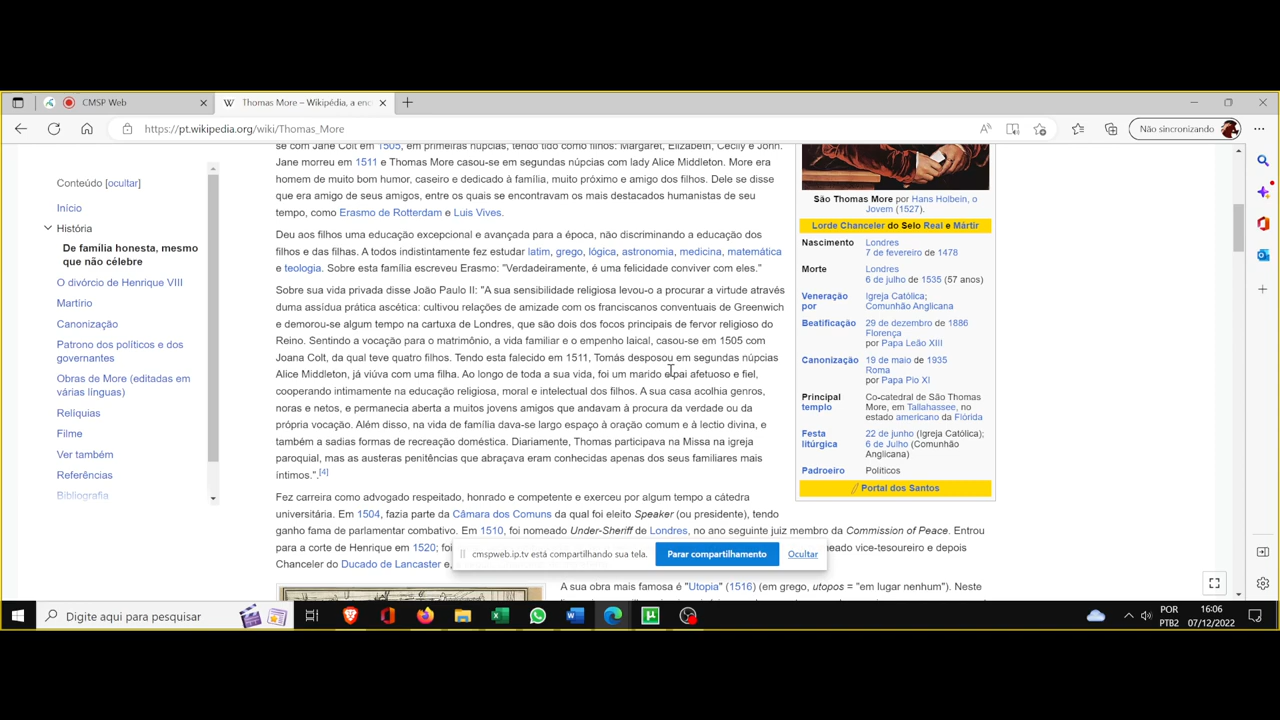 CMSP Web
Thomas More – Wikipédia, a enc
https://pt.wikipedia.org/wiki/Thomas_More
Não sincronizando
Conteúdo [ocultar]
Início
História
De familia honesta, mesmo
que não célebre
O divórcio de Henrique VIII
Martírio
Canonização
Patrono dos políticos e dos
governantes
Obras de More (editadas em
várias línguas)
Relíquias
Filme
Ver também
Referências
Bibliografia
se com Jane Colt em 1505, em primeiras núpcias, tendo tido como filhos: Margaret, Elizabeth, Cecily e John.
Jane morreu em 1511 e Thomas More casou-se em segundas núpcias com lady Alice Middleton. More era
homem de muito bom humor, caseiro e dedicado à família, muito próximo e amigo dos filhos. Dele se disse
que era amigo de seus amigos, entre os quais se encontravam os mais destacados humanistas de seu
tempo, como Erasmo de Rotterdam e Luis Vives.
Deu aos filhos uma educação excepcional e avançada para a época, não discriminando a educação dos
filhos e das filhas. A todos indistintamente fez estudar latim, grego, lógica, astronomia, medicina, matemática
e teologia. Sobre esta família escreveu Erasmo: "Verdadeiramente, é uma felicidade conviver com eles."
Sobre sua vida privada disse João Paulo II: "A sua sensibilidade religiosa levou-o a procurar a virtude através
duma assídua prática ascética: cultivou relações de amizade com os franciscanos conventuais de Greenwich
e demorou-se algum tempo na cartuxa de Londres, que são dois dos focos principais de fervor religioso do
Reino. Sentindo a vocação para o matrimônio, a vida familiar e o empenho laical, casou-se em 1505 com
Joana Colt, da qual teve quatro filhos. Tendo esta falecido em 1511, Tomás desposou em segundas núpcias
Alice Middleton, já viúva com uma filha. Ao longo de toda a sua vida, foi um marido e pai afetuoso e fiel,
cooperando intimamente na educação religiosa, moral e intelectual dos filhos. A sua casa acolhia genros,
noras e netos, e permanecia aberta a muitos jovens amigos que andavam à procura da verdade ou da
própria vocação. Além disso, na vida de família dava-se largo espaço à oração comum e à lectio divina, e
também a sadias formas de recreação doméstica. Diariamente, Thomas participava na Missa na igreja
paroquial, mas as austeras penitências que abraçava eram conhecidas apenas dos seus familiares mais
íntimos.".[4]
Fez carreira como advogado respeitado, honrado e competente e exerceu por algum tempo a cátedra
universitária. Em 1504, fazia parte da Câmara dos Comuns da qual foi eleito Speaker (ou presidente), tendo
ganho fama de parlamentar combativo. Em 1510, foi nomeado Under-Sheriff de Londres, no ano seguinte juiz membro da Commission of Peace. Entrou
para a corte de Henrique em 1520; foi
meado vice-tesoureiro e depois
Chanceler do Ducado de Lancaster e,
A sua obra mais famosa é "Utopia" (1516) (em grego, utopos = "em lugar nenhum"). Neste
São Thomas More por Hans Holbein, o
Jovem (1527).
Lorde Chanceler do Selo Real e Mártir
Nascimento Londres
7 de fevereiro de 1478
Morte Londres
6 de julho de 1535 (57 anos)
Veneração Igreja Católica;
por Comunhão Anglicana
Beatificação 29 de dezembro de 1886
Florença
por Papa Leão XIII
Canonização 19 de maio de 1935
Roma
por Papa Pio XI
Principal Co-catedral de São Thomas
templo More, em Tallahassee, no
estado americano da Flórida
Festa 22 de junho (Igreja Católica);
litúrgica 6 de Julho (Comunhão
Anglicana)
Padroeiro Políticos
Portal dos Santos
cmspweb.ip.tv está compartilhando sua tela.
Parar compartilhamento
Ocultar
Digite aqui para pesquisar
POR
PTB2
16:06
07/12/2022